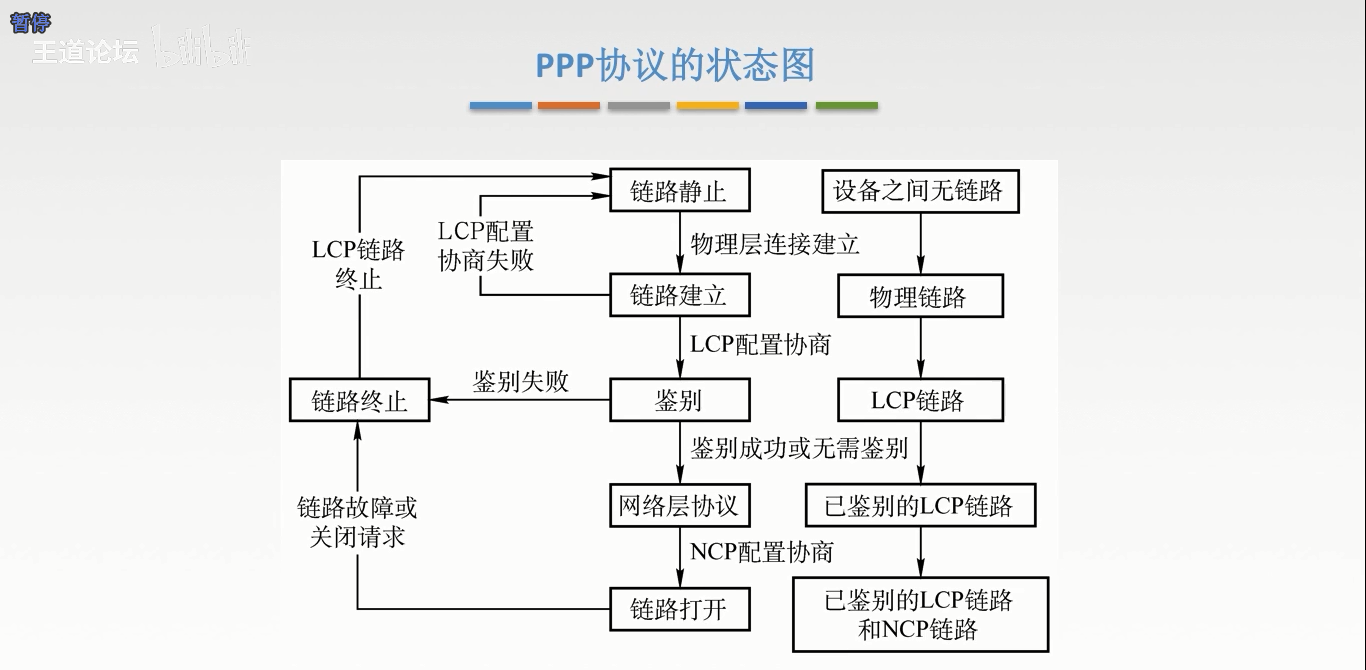 暂停
王道论坛 bilibili
PPP协议的状态图
链路静止
设备之间无链路
LCP配置
协商失败
物理层连接建立
LCP链路
终止
链路建立
物理链路
LCP配置协商
鉴别失败
链路终止
鉴别
LCP链路
鉴别成功或无需鉴别
网络层协议
已鉴别的LCP链路
链路故障或
关闭请求
NCP配置协商
链路打开
已鉴别的LCP链路
和NCP链路